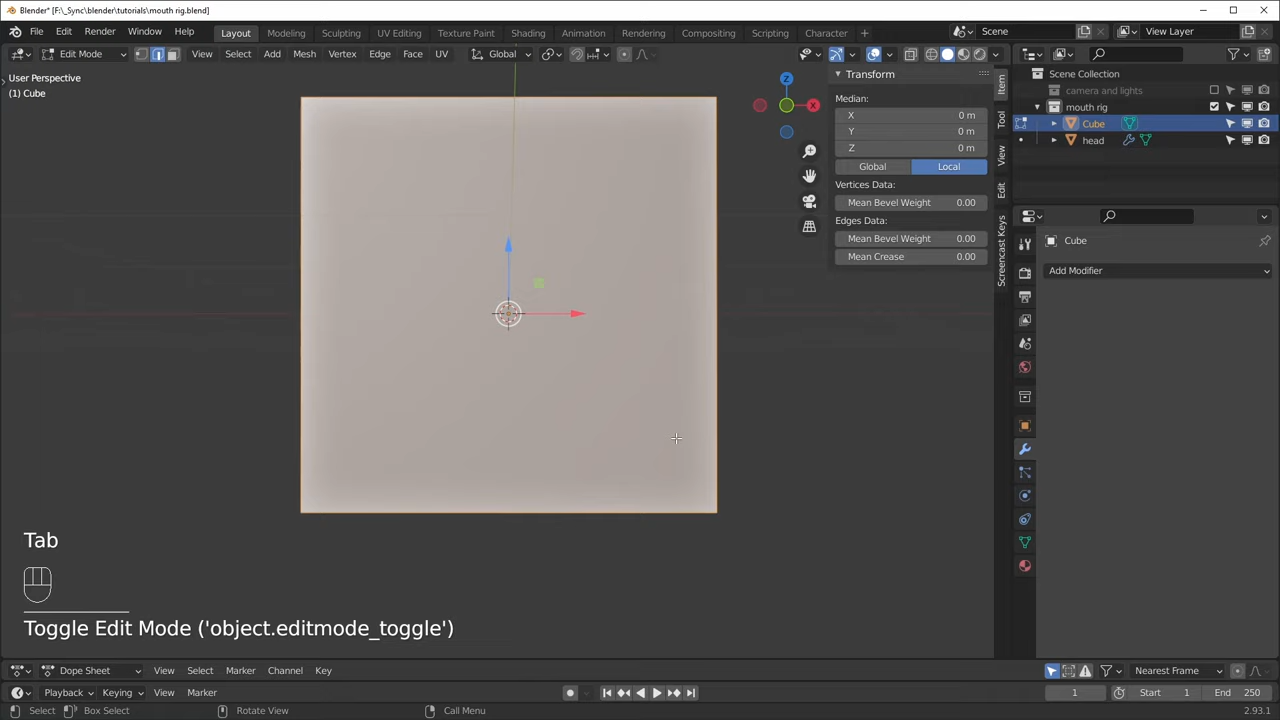 Blender* [F:\_Sync\blender\tutorials\mouth rig.blend]
File Edit Render Window Help Layout Modeling Sculpting UV Editing Texture Paint Shading Animation Rendering Compositing Scripting Character + Scene View Layer
Edit Mode View Select Add Mesh Vertex Edge Face UV Global
User Perspective
(1) Cube
Z
X
Transform
Median:
X 0 m
Y 0 m
Z 0 m
Global Local
Vertices Data:
Mean Bevel Weight 0.00
Edges Data:
Mean Bevel Weight 0.00
Mean Crease 0.00
Item
Tool
View
Edit
Screencast Keys
Scene Collection
camera and lights
mouth rig
Cube
head
Cube
Add Modifier
Tab
Toggle Edit Mode ('object.editmode_toggle')
Dope Sheet View Select Marker Channel Key Nearest Frame
Playback Keying View Marker 1 Start 1 End 250
Select Box Select Rotate View Call Menu 2.93.1